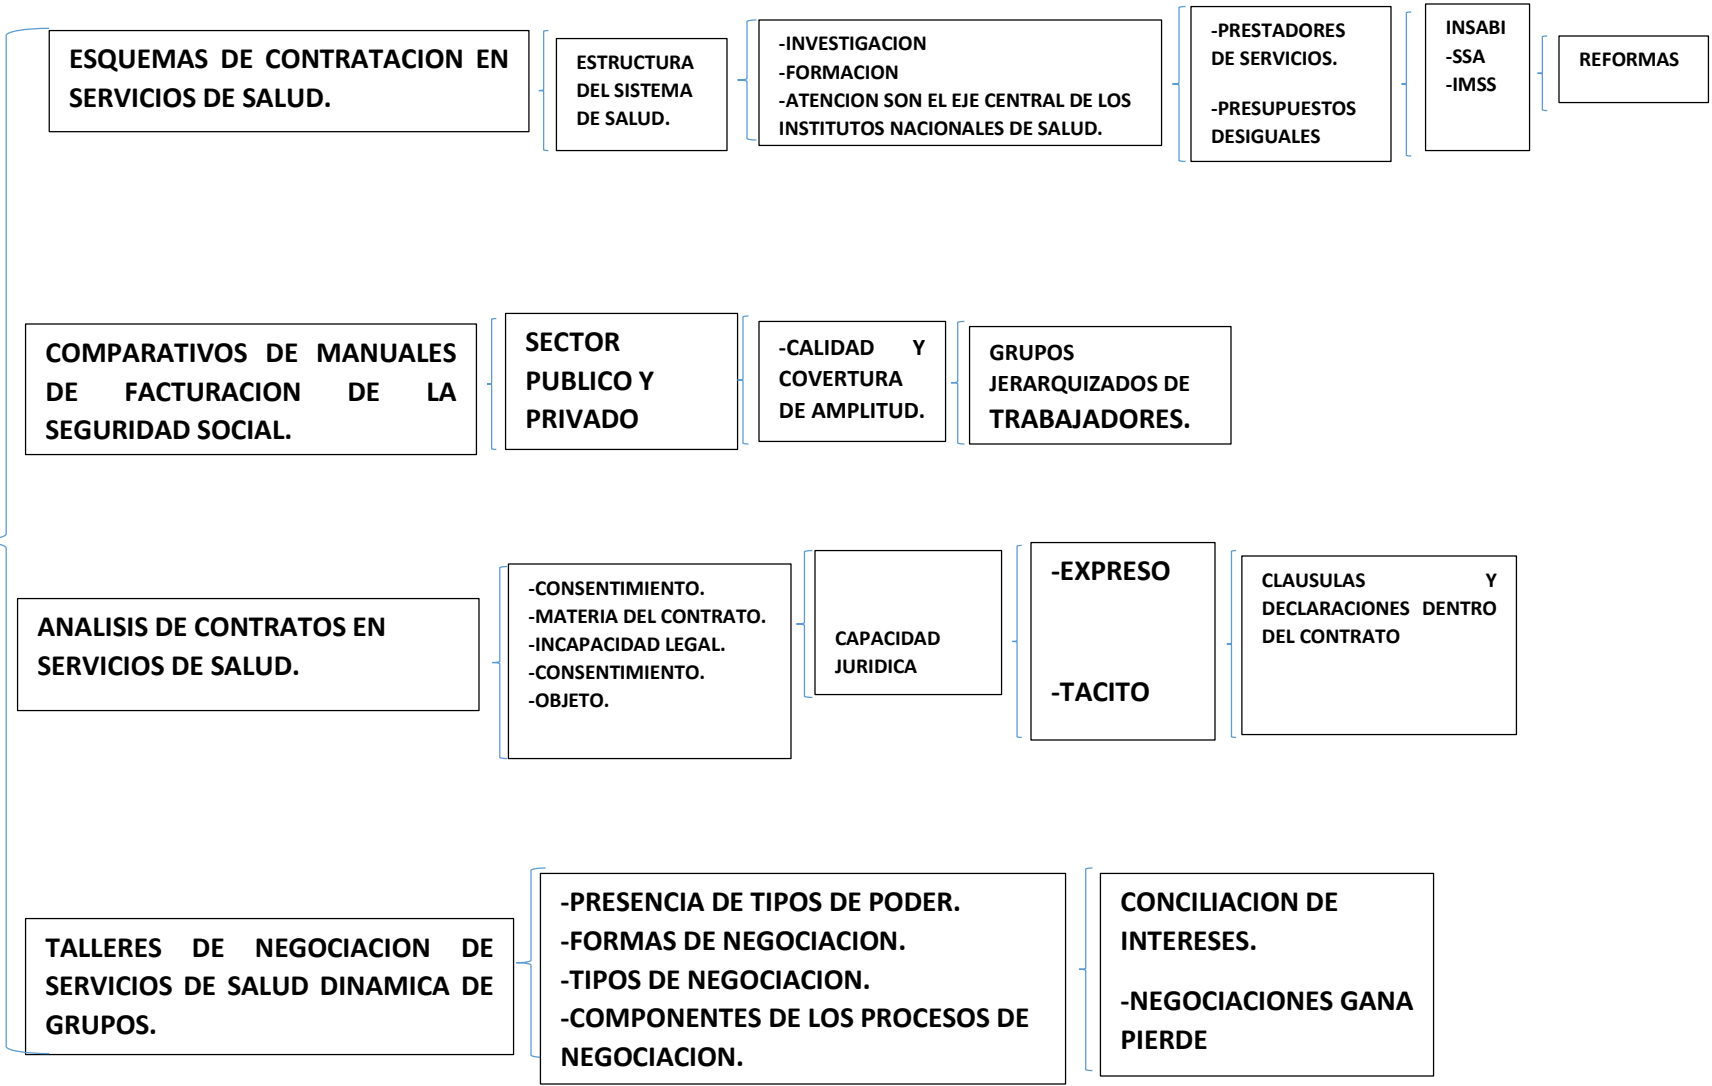 ESQUEMAS DE CONTRATACION EN
SERVICIOS DE SALUD.
ESTRUCTURA
DEL SISTEMA
DE SALUD.
-INVESTIGACION
-FORMACION
-ATENCION SON EL EJE CENTRAL DE LOS
INSTITUTOS NACIONALES DE SALUD.
-PRESTADORES
DE SERVICIOS.
-PRESUPUESTOS
DESIGUALES
INSABI
-SSA
-IMSS
REFORMAS
COMPARATIVOS DE MANUALES
DE FACTURACION DE LA
SEGURIDAD SOCIAL.
SECTOR
PUBLICO Y
PRIVADO
-CALIDAD Y
COVERTURA
DE AMPLITUD.
GRUPOS
JERARQUIZADOS DE
TRABAJADORES.
ANALISIS DE CONTRATOS EN
SERVICIOS DE SALUD.
-CONSENTIMIENTO.
-MATERIA DEL CONTRATO.
-INCAPACIDAD LEGAL.
-CONSENTIMIENTO.
-OBJETO.
CAPACIDAD
JURIDICA
-EXPRESO
-TACITO
CLAUSULAS Y
DECLARACIONES DENTRO
DEL CONTRATO
TALLERES DE NEGOCIACION DE
SERVICIOS DE SALUD DINAMICA DE
GRUPOS.
-PRESENCIA DE TIPOS DE PODER.
-FORMAS DE NEGOCIACION.
-TIPOS DE NEGOCIACION.
-COMPONENTES DE LOS PROCESOS DE
NEGOCIACION.
CONCILIACION DE
INTERESES.
-NEGOCIACIONES GANA
PIERDE